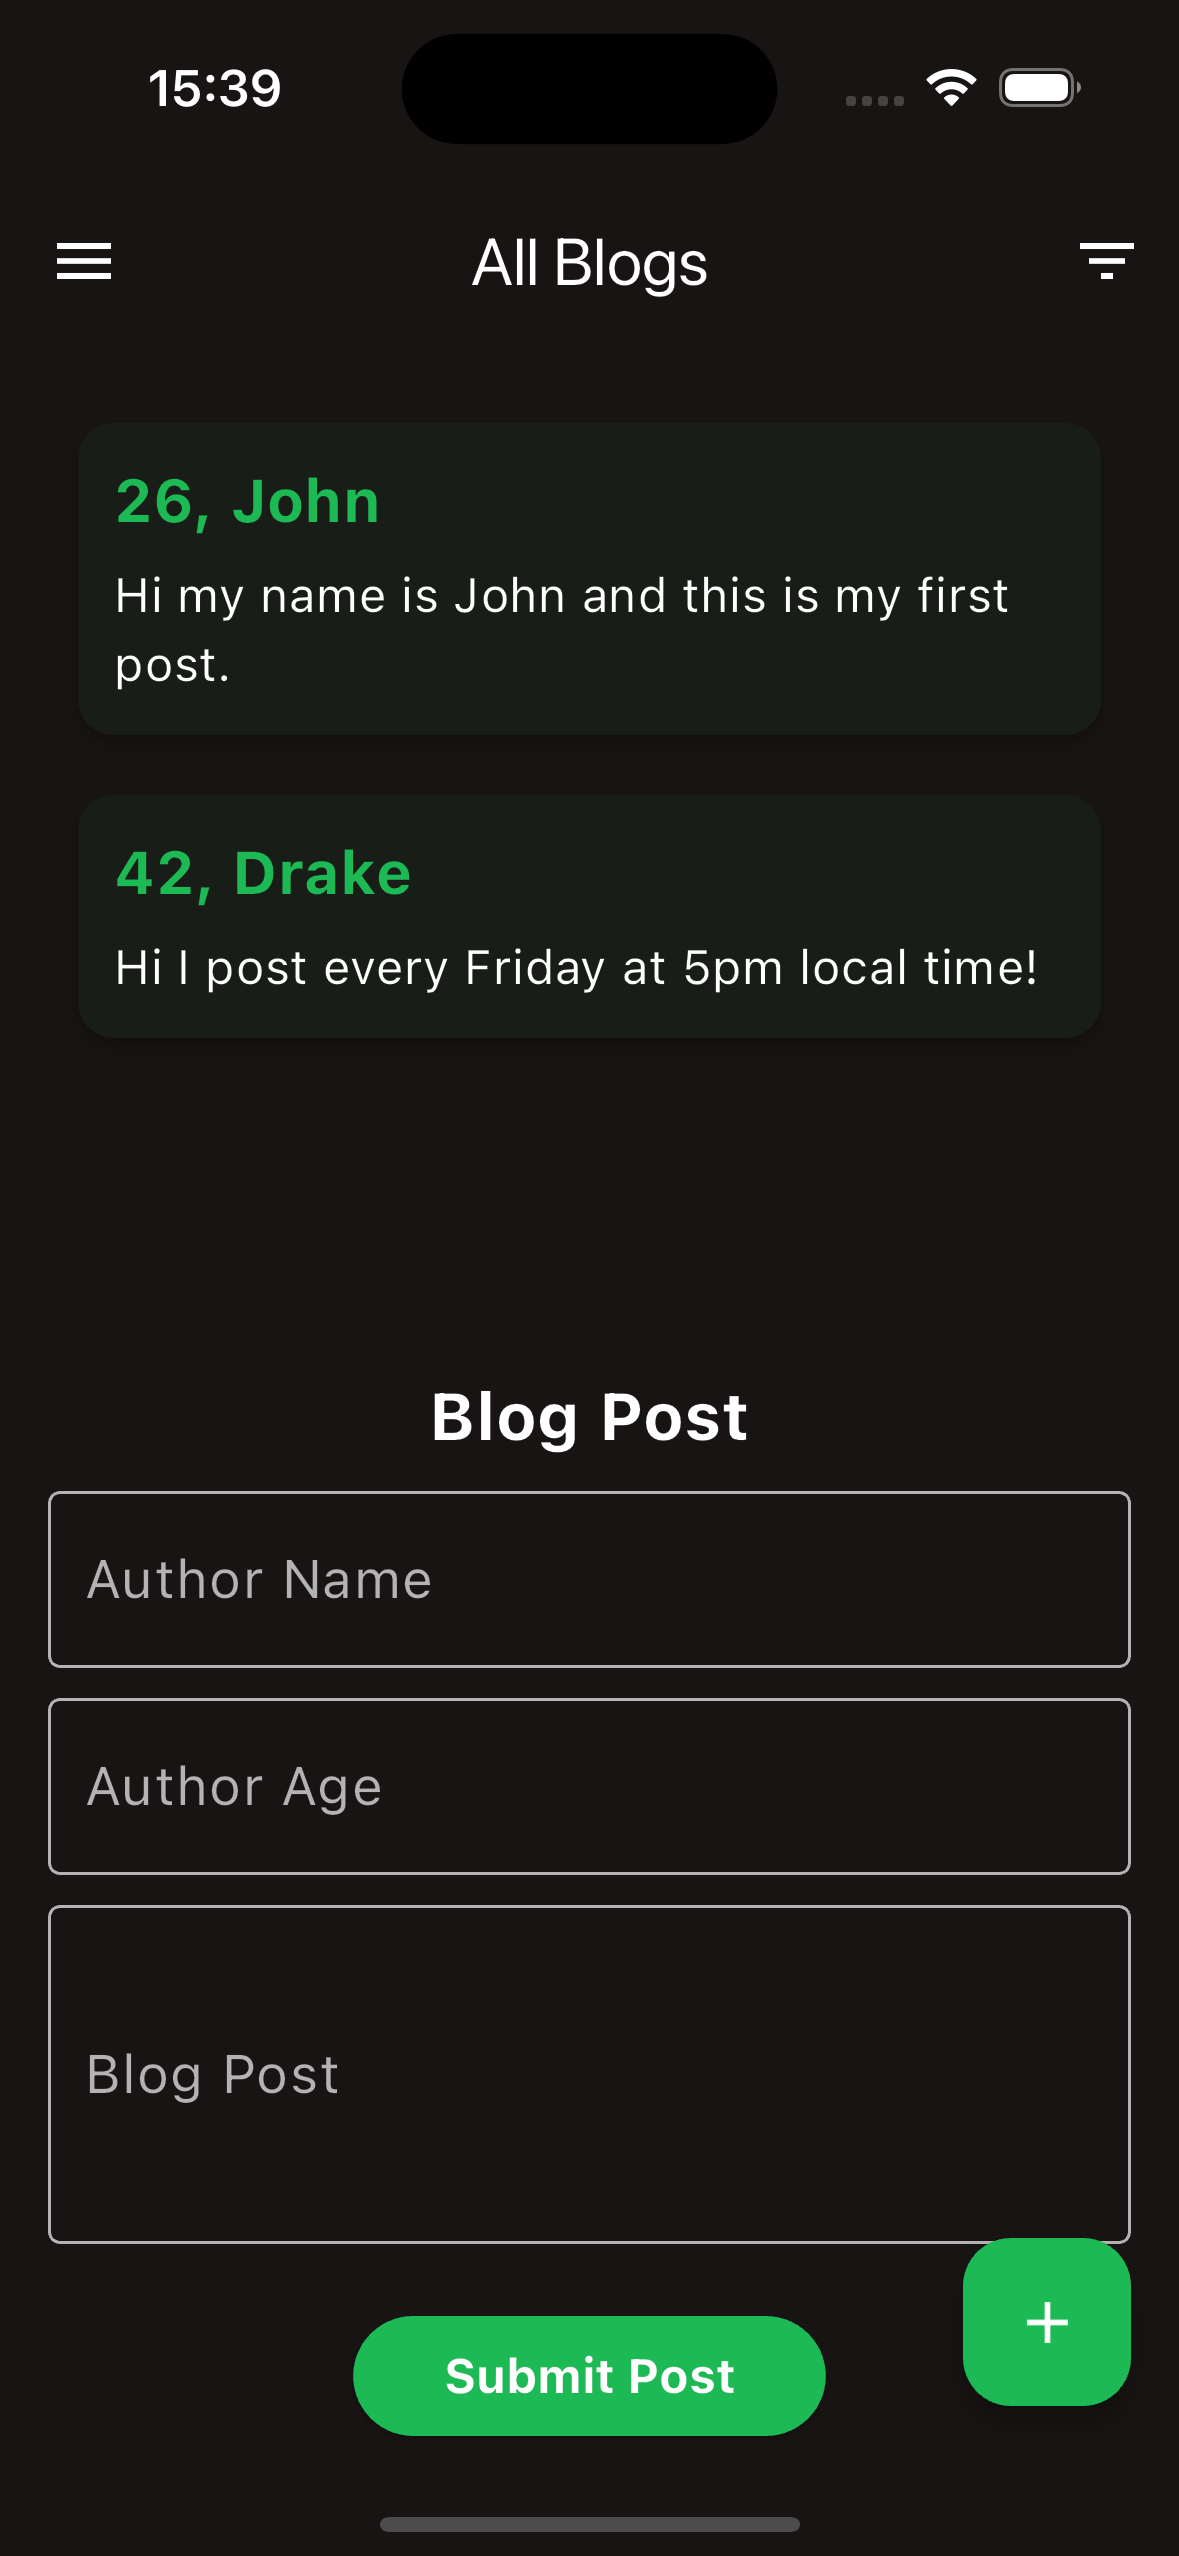 15:39
All Blogs
26, John
Hi my name is John and this is my first
post.
42, Drake
Hi I post every Friday at 5pm local time!
Blog Post
Author Name
Author Age
Blog Post
Submit Post